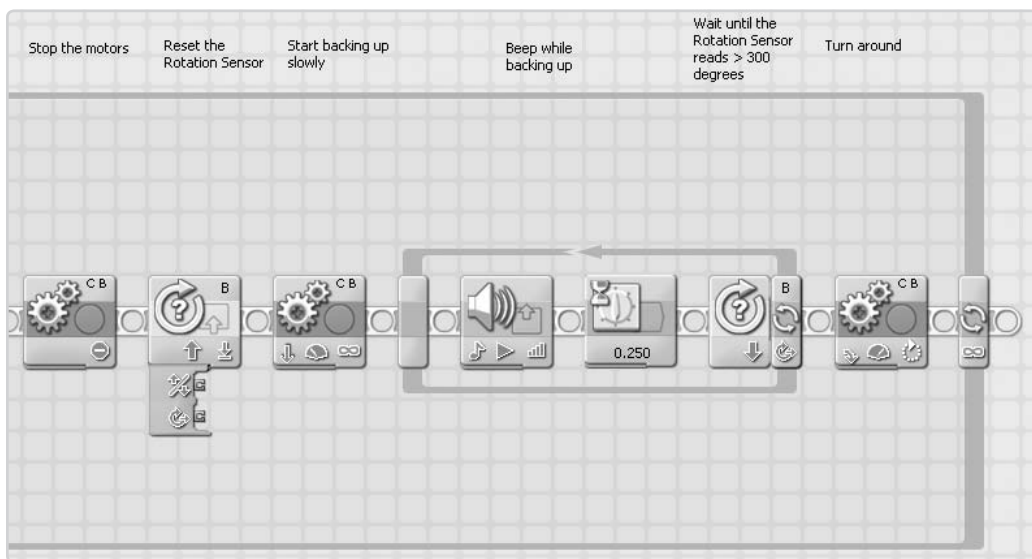 Stop the motors
Reset the
Rotation Sensor
Start backing up
slowly
Beep while
backing up
Wait until the
Rotation Sensor
reads > 300
degrees
Turn around
C B
B
C B
0.250
B
C B